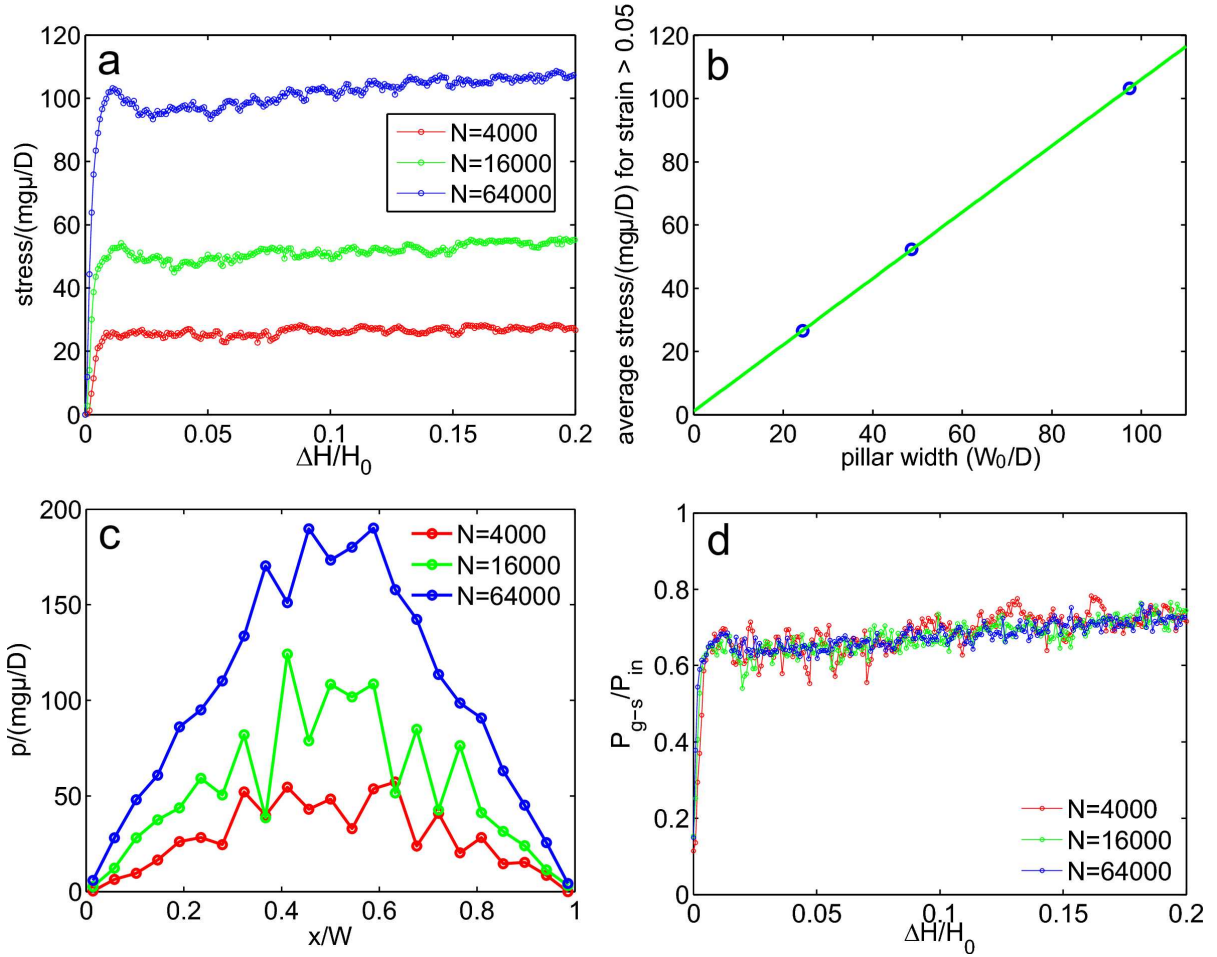 a
120
100
80
60
40
20
0
stress/(mgμ/D)
N=4000
N=16000
N=64000
0 0.05 0.1 0.15 0.2
ΔH/H₀
b
average stress/(mgμ/D) for strain > 0.05
120
100
80
60
40
20
0
0 20 40 60 80 100
pillar width (W₀/D)
c
200
150
100
50
0
p/(mgμ/D)
N=4000
N=16000
N=64000
0 0.2 0.4 0.6 0.8 1
x/W
d
1
0.8
0.6
0.4
0.2
0
P_g-s/P_in
N=4000
N=16000
N=64000
0 0.05 0.1 0.15 0.2
ΔH/H₀